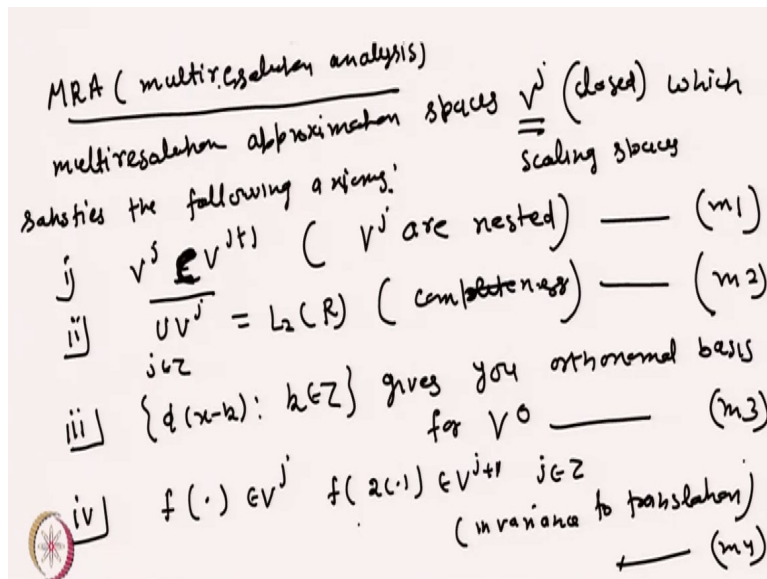 MRA ( multiresolution analysis)
multiresolution approximation spaces V^j (closed) which
scaling spaces
satisfies the following axioms:
i) V^j ⊂ V^{j+1} ( V^j are nested) —— (m1)
ii) ∪V^j = L₂(R) ( completeness) —— (m2)
j∈Z
iii) {φ(x-k): k∈Z} gives you orthonormal basis
for V^0 —— (m3)
iv) f(·) ∈V^j f(2(·)) ∈V^{j+1} j∈Z
(invariance to translation)
—— (m4)